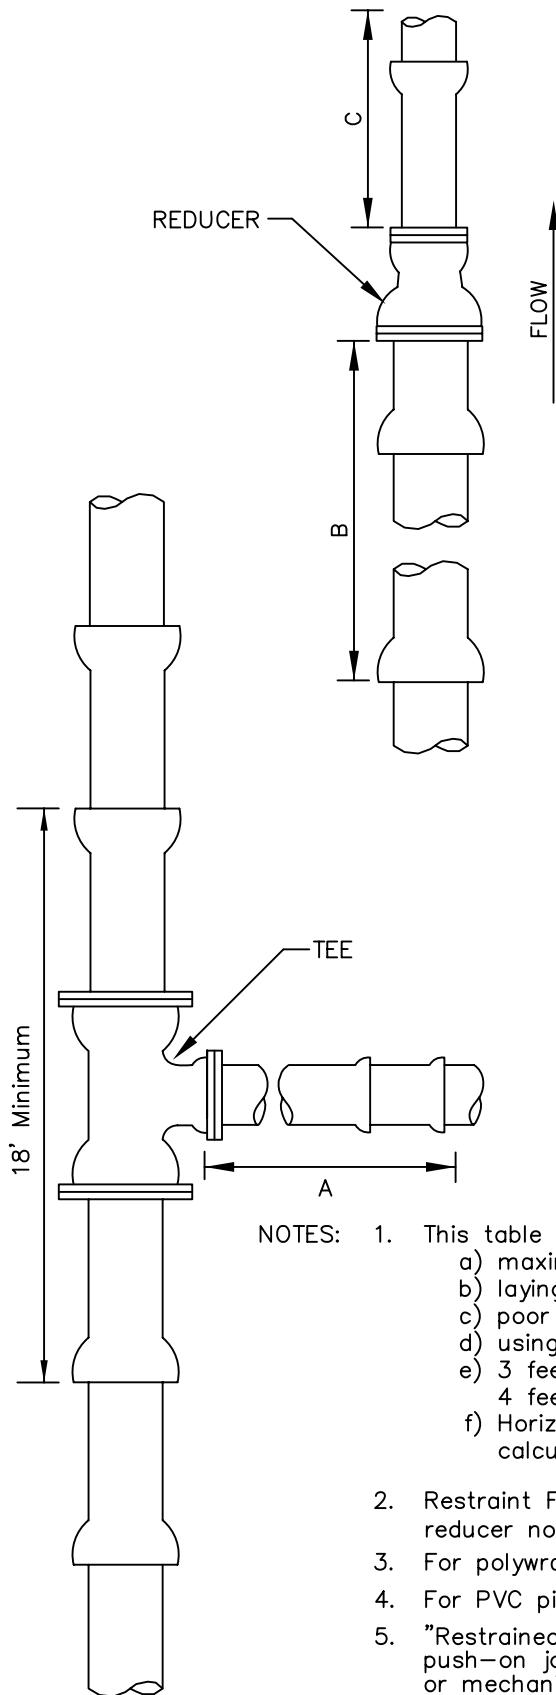 C
REDUCER
FLOW
B
TEE
18' Minimum
A
NOTES: 1. This table
a) maxi
b) laying
c) poor
d) using
e) 3 fee
4 fee
f) Horiz
calcu
2. Restraint F
reducer no
3. For polywra
4. For PVC pi
5. "Restrained
push-on jo
or mechani